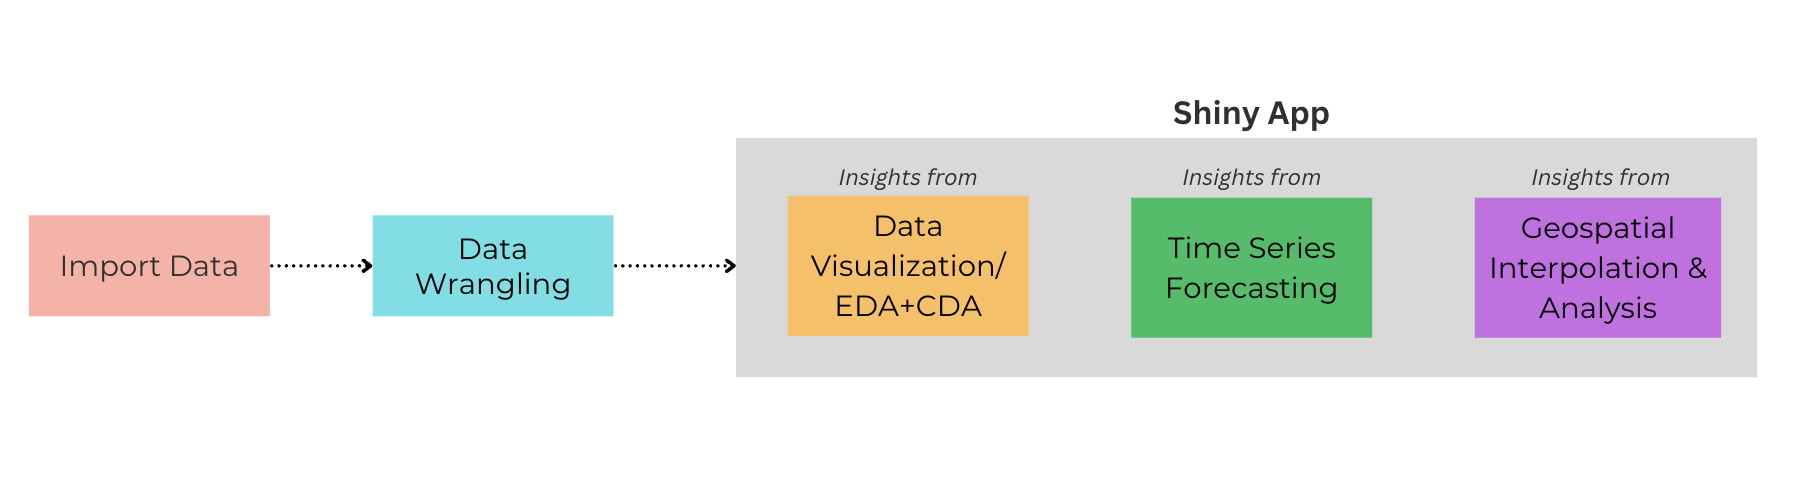 Shiny App
Insights from
Insights from
Insights from
Import Data
Data
Wrangling
Data
Visualization/
EDA+CDA
Time Series
Forecasting
Geospatial
Interpolation &
Analysis